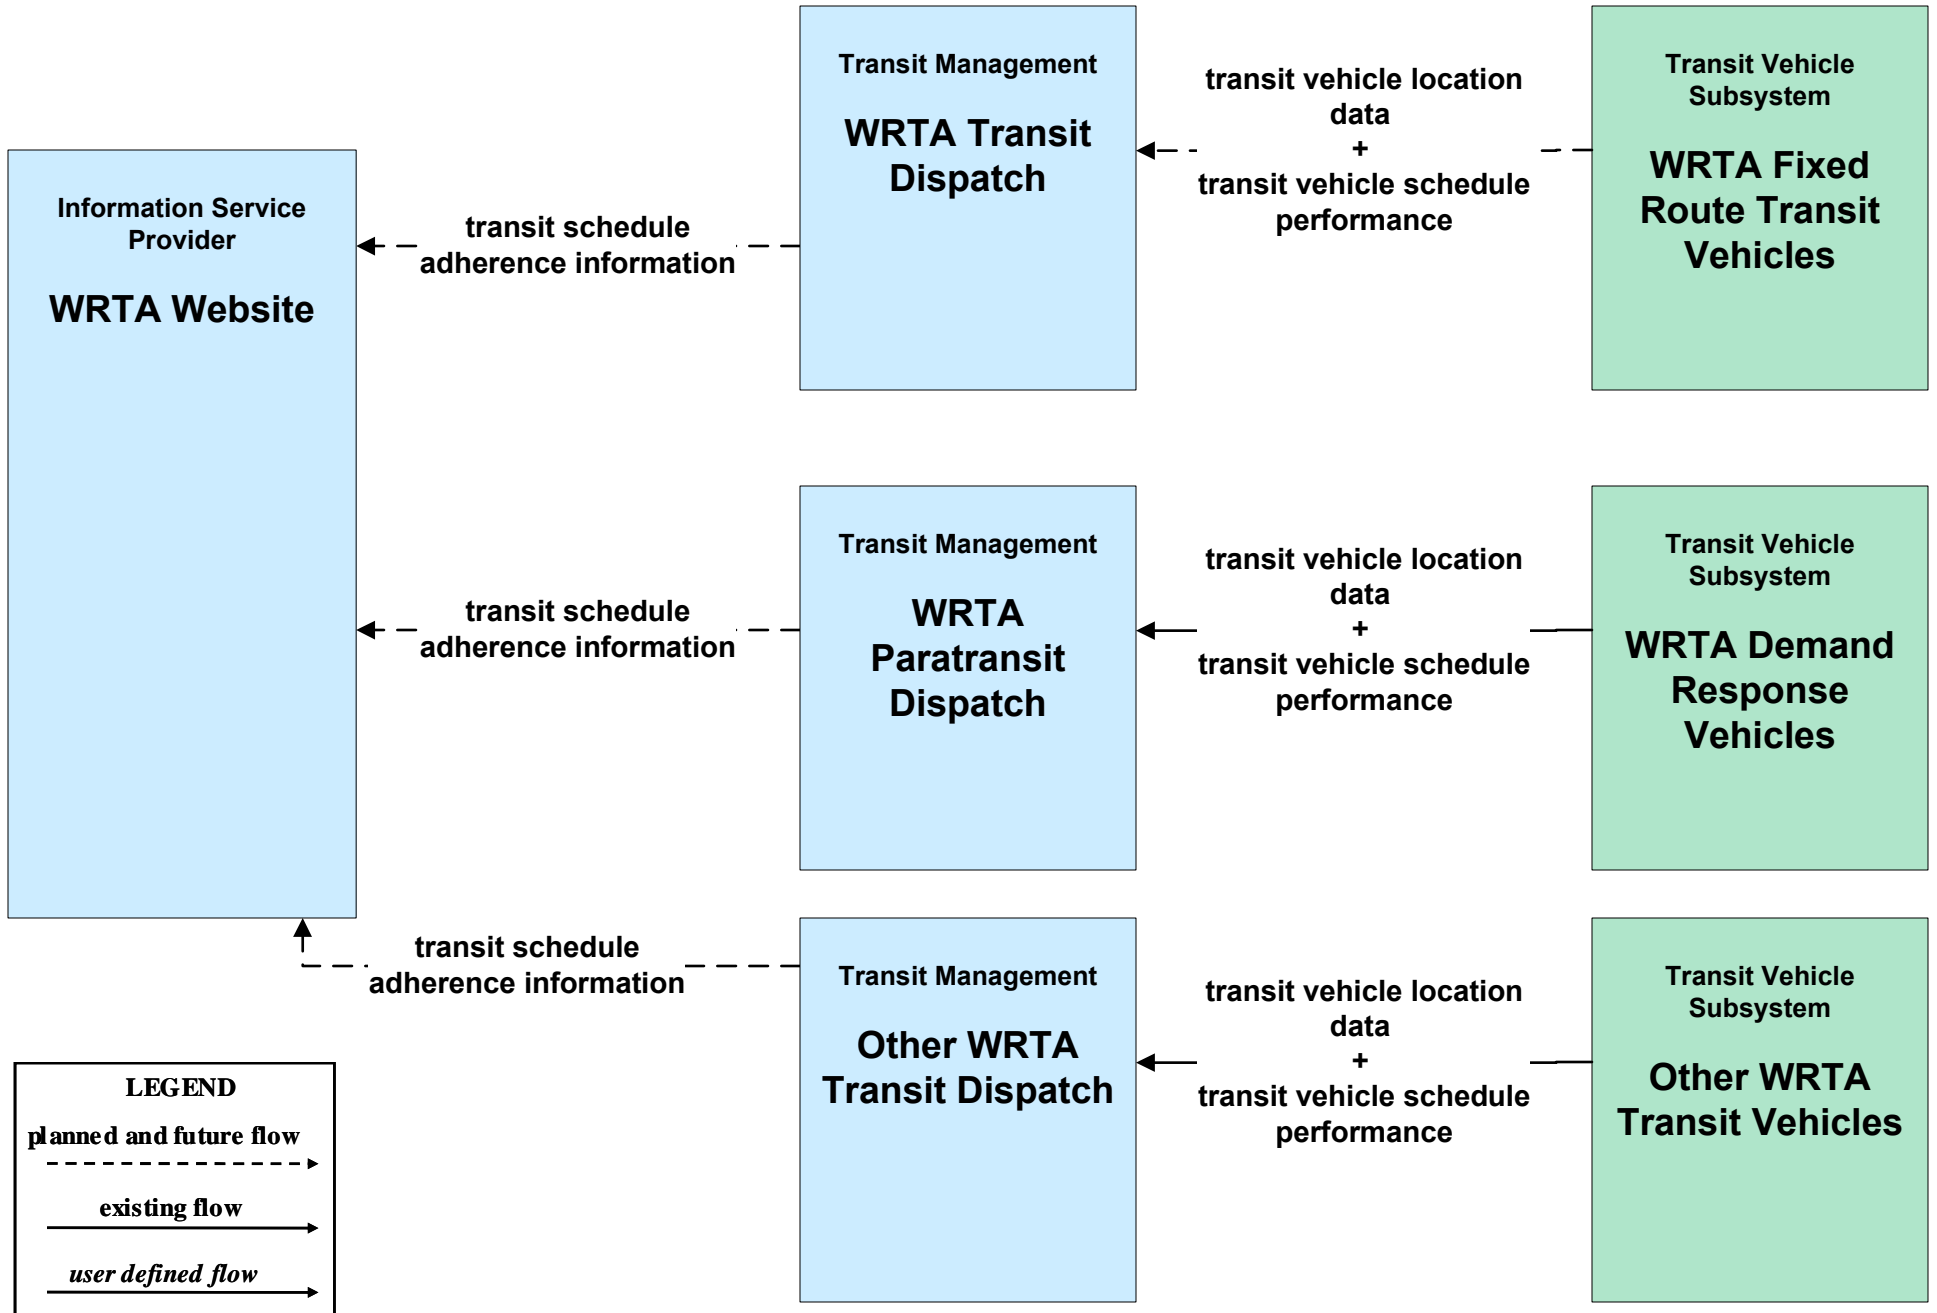 Information Service
Provider
WRTA Website
transit schedule
adherence information
Transit Management
WRTA Transit
Dispatch
transit vehicle location
data
+
transit vehicle schedule
performance
Transit Vehicle
Subsystem
WRTA Fixed
Route Transit
Vehicles
transit schedule
adherence information
Transit Management
WRTA
Paratransit
Dispatch
transit vehicle location
data
+
transit vehicle schedule
performance
Transit Vehicle
Subsystem
WRTA Demand
Response
Vehicles
transit schedule
adherence information
Transit Management
Other WRTA
Transit Dispatch
transit vehicle location
data
+
transit vehicle schedule
performance
Transit Vehicle
Subsystem
Other WRTA
Transit Vehicles
LEGEND
planned and future flow
existing flow
user defined flow